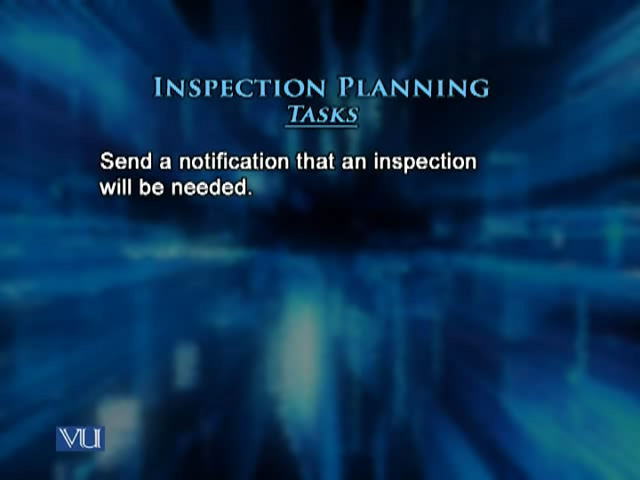 INSPECTION PLANNING
TASKS
Send a notification that an inspection
will be needed.
VU